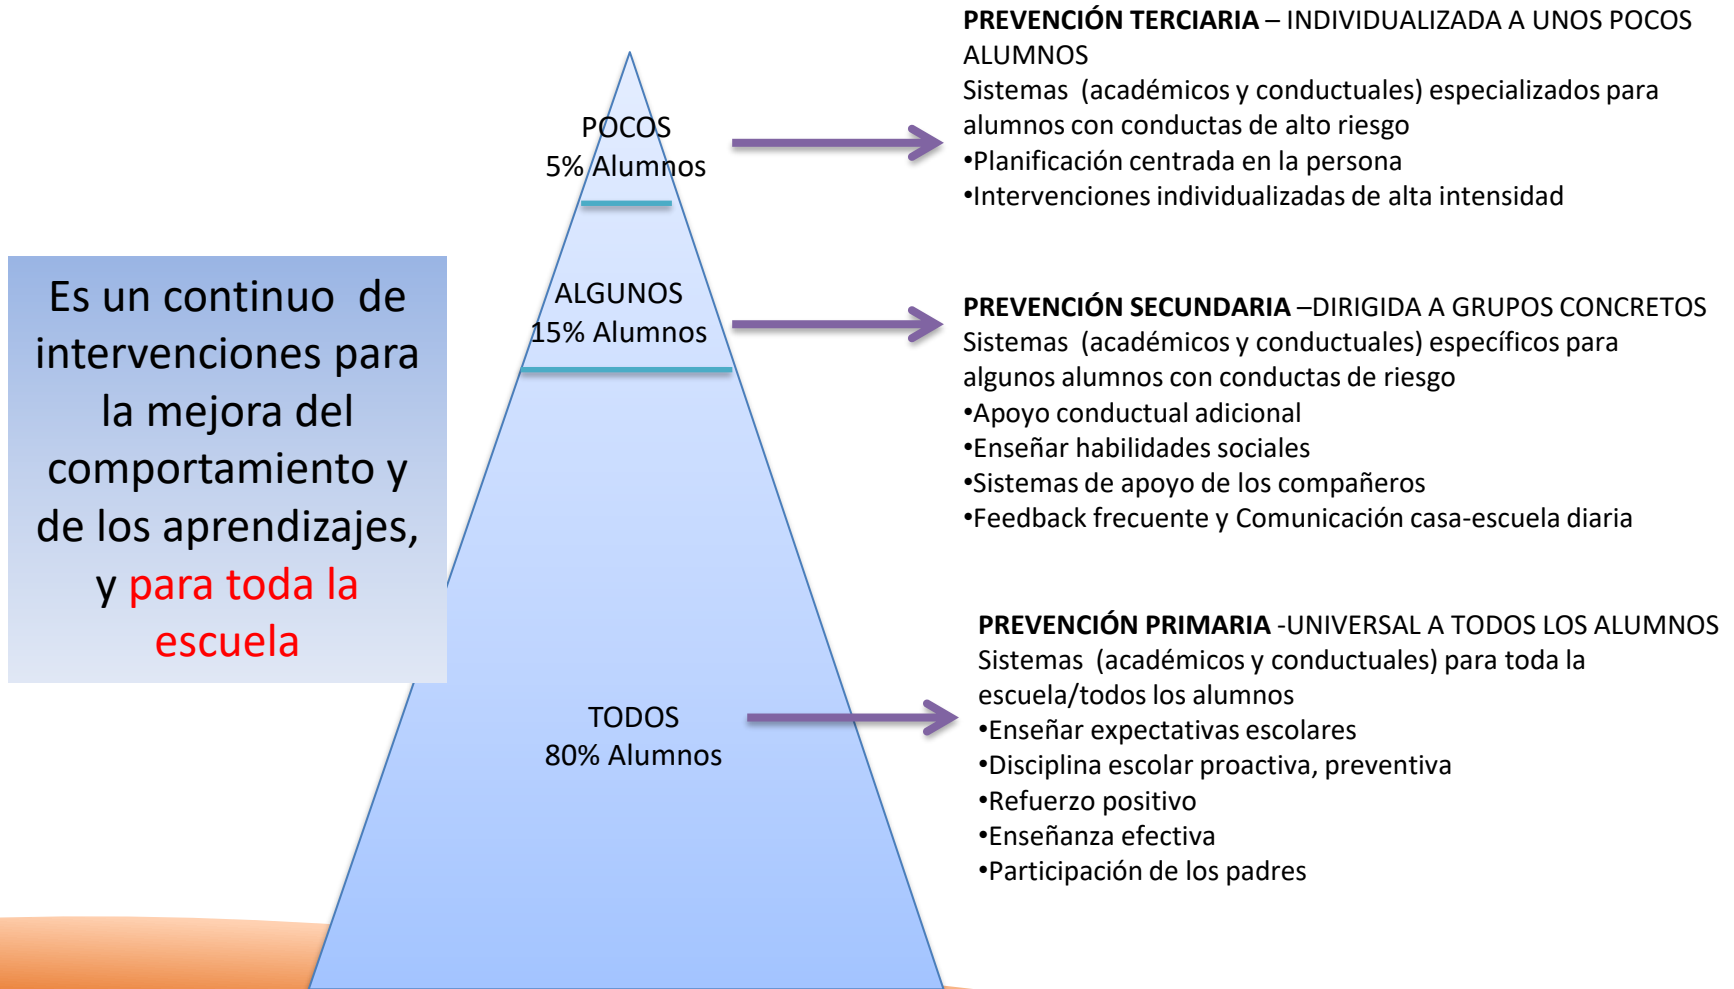 PREVENCIÓN TERCIARIA – INDIVIDUALIZADA A UNOS POCOS
ALUMNOS
Sistemas  (académicos y conductuales) especializados para
alumnos con conductas de alto riesgo
•Planificación centrada en la persona
•Intervenciones individualizadas de alta intensidad
POCOS
5% Alumnos
Es un continuo  de
intervenciones para
la mejora del
comportamiento y
de los aprendizajes,
y para toda la
escuela
ALGUNOS
15% Alumnos
PREVENCIÓN SECUNDARIA –DIRIGIDA A GRUPOS CONCRETOS
Sistemas  (académicos y conductuales) específicos para
algunos alumnos con conductas de riesgo
•Apoyo conductual adicional
•Enseñar habilidades sociales
•Sistemas de apoyo de los compañeros
•Feedback frecuente y Comunicación casa-escuela diaria
TODOS
80% Alumnos
PREVENCIÓN PRIMARIA -UNIVERSAL A TODOS LOS ALUMNOS
Sistemas  (académicos y conductuales) para toda la
escuela/todos los alumnos
•Enseñar expectativas escolares
•Disciplina escolar proactiva, preventiva
•Refuerzo positivo
•Enseñanza efectiva
•Participación de los padres